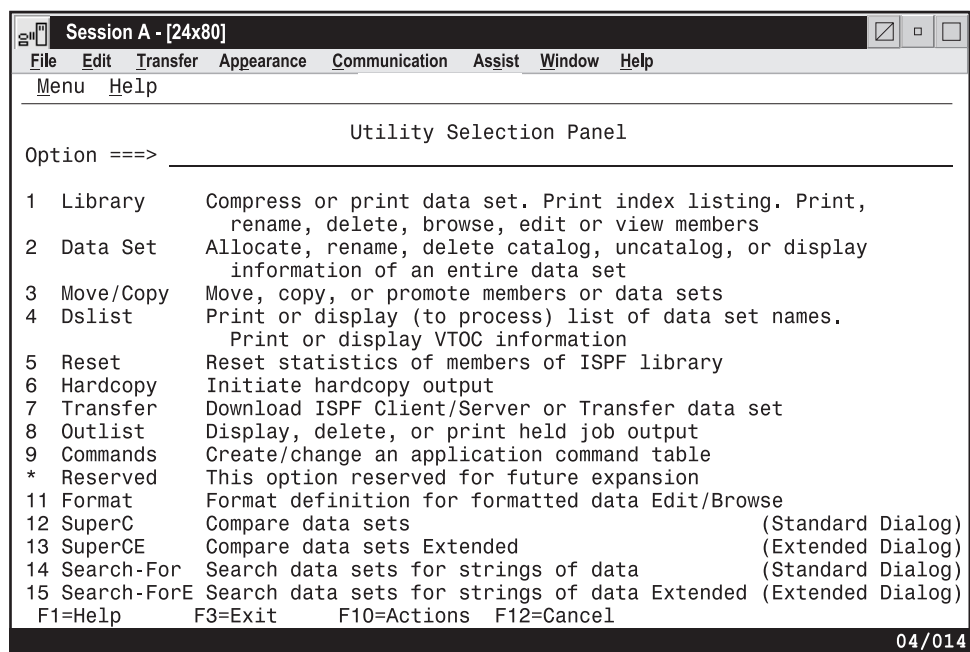 Session A - [24x80]
File Edit Transfer Appearance Communication Assist Window Help
Menu Help
Utility Selection Panel
Option ===>
1 Library Compress or print data set. Print index listing. Print,
rename, delete, browse, edit or view members
2 Data Set Allocate, rename, delete catalog, uncatalog, or display
information of an entire data set
3 Move/Copy Move, copy, or promote members or data sets
4 Dslist Print or display (to process) list of data set names.
Print or display VTOC information
5 Reset Reset statistics of members of ISPF library
6 Hardcopy Initiate hardcopy output
7 Transfer Download ISPF Client/Server or Transfer data set
8 Outlist Display, delete, or print held job output
9 Commands Create/change an application command table
* Reserved This option reserved for future expansion
11 Format Format definition for formatted data Edit/Browse
12 SuperC Compare data sets (Standard Dialog)
13 SuperCE Compare data sets Extended (Extended Dialog)
14 Search-For Search data sets for strings of data (Standard Dialog)
15 Search-ForE Search data sets for strings of data Extended (Extended Dialog)
F1=Help F3=Exit F10=Actions F12=Cancel
04/014